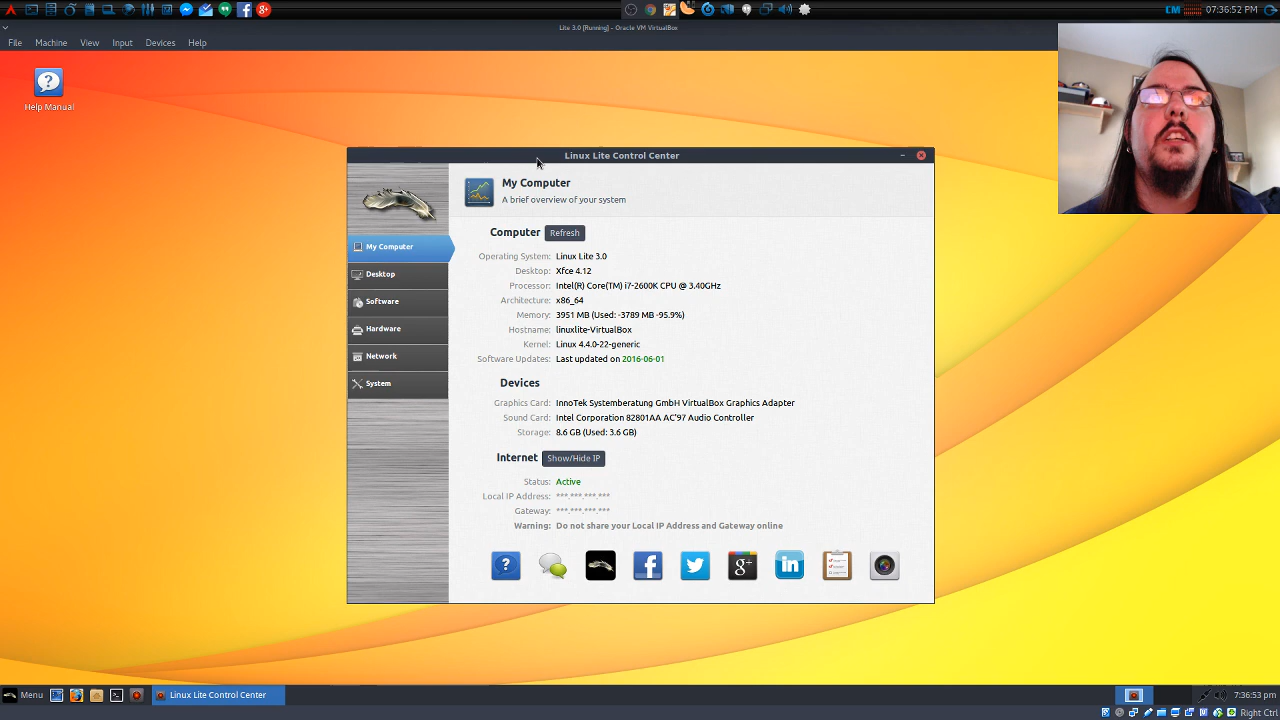 CM
07:36:52 PM
Lite 3.0 [Running] - Oracle VM VirtualBox
File Machine View Input Devices Help
Help Manual
Linux Lite Control Center
My Computer
A brief overview of your system
My Computer
Desktop
Software
Hardware
Network
System
Computer Refresh
Operating System: Linux Lite 3.0
Desktop: Xfce 4.12
Processor: Intel(R) Core(TM) i7-2600K CPU @ 3.40GHz
Architecture: x86_64
Memory: 3951 MB (Used: -3789 MB -95.9%)
Hostname: linuxlite-VirtualBox
Kernel: Linux 4.4.0-22-generic
Software Updates: Last updated on 2016-06-01
Devices
Graphics Card: InnoTek Systemberatung GmbH VirtualBox Graphics Adapter
Sound Card: Intel Corporation 82801AA AC'97 Audio Controller
Storage: 8.6 GB (Used: 3.6 GB)
Internet Show/Hide IP
Status: Active
Local IP Address: ***.***.***.***
Gateway: ***.***.***.***
Warning: Do not share your Local IP Address and Gateway online
Menu
Linux Lite Control Center
7:36:53 pm
Right Ctrl